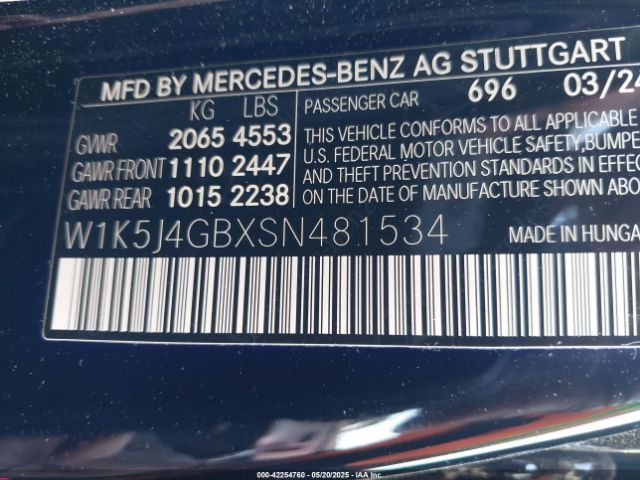 MFD BY MERCEDES-BENZ AG STUTTGART
KG LBS PASSENGER CAR 696 03/24
GVWR 2065 4553 THIS VEHICLE CONFORMS TO ALL APPLICABLE
GAWR FRONT 1110 2447 U.S. FEDERAL MOTOR VEHICLE SAFETY,BUMPE
GAWR REAR 1015 2238 AND THEFT PREVENTION STANDARDS IN EFFEC
ON THE DATE OF MANUFACTURE SHOWN ABO
W1K5J4GBXSN481534 MADE IN HUNGA
000-42254760 - 05/20/2025 - IAAI.COM